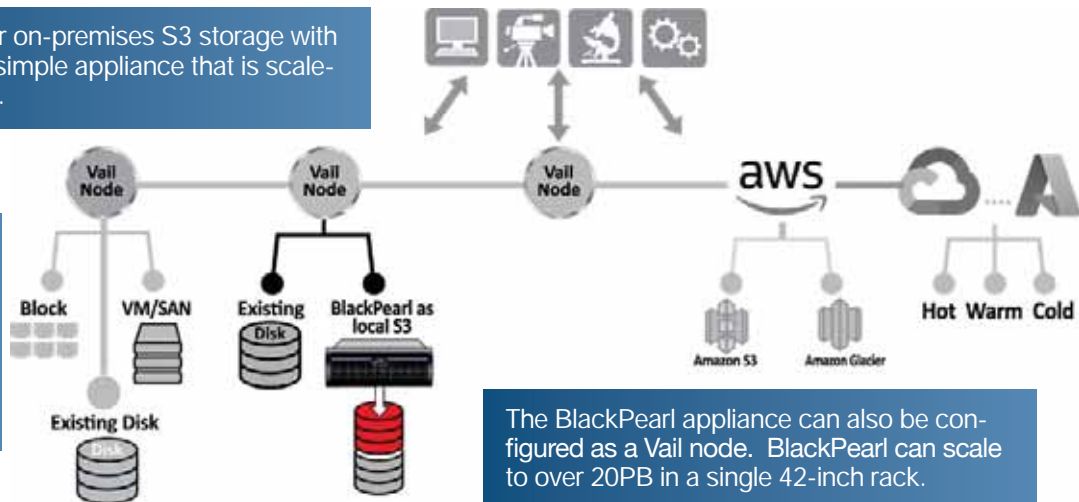 r on-premises S3 storage with
simple appliance that is scale-
.
Vail
Node
Vail
Node
Vail
Node
aws
Block
VM/SAN
Existing
Disk
BlackPearl as
local S3
Existing Disk
Disk
Amazon S3
Amazon Glacier
Hot Warm Cold
The BlackPearl appliance can also be con-
figured as a Vail node. BlackPearl can scale
to over 20PB in a single 42-inch rack.